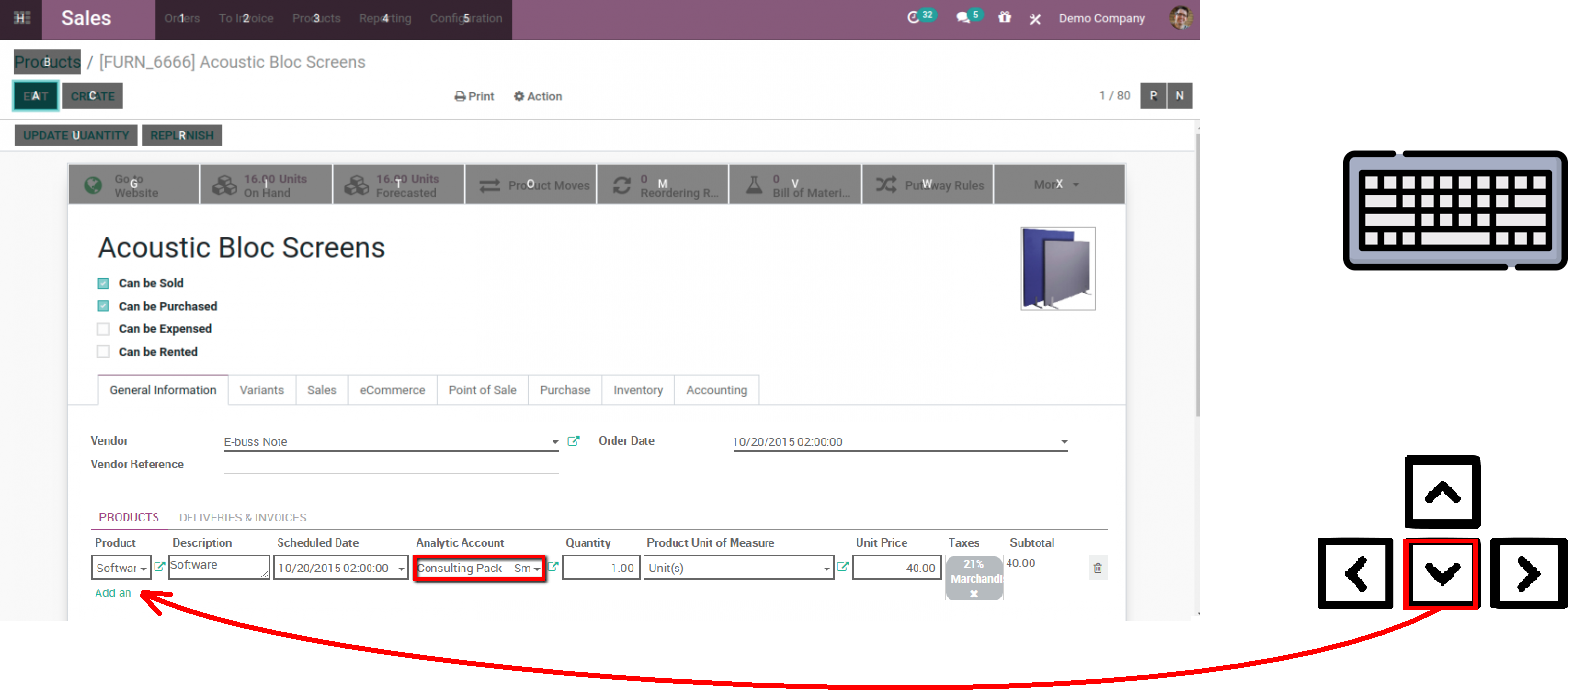 H Sales Orders 1 To Invoice 2 Products 3 Reporting 4 Configuration 5 32 5 Demo Company
Products B / [FURN_6666] Acoustic Bloc Screens
EDIT A CREATE C Print Action 1 / 80 P N
UPDATE QUANTITY U REPLENISH R
Go to Website G 16.00 Units On Hand I 16.00 Units Forecasted T Product Moves O 0 Reordering R... M 0 Bill of Materi... V Putaway Rules W More X
Acoustic Bloc Screens
Can be Sold
Can be Purchased
Can be Expensed
Can be Rented
General Information Variants Sales eCommerce Point of Sale Purchase Inventory Accounting
Vendor E-buss Note Order Date 10/20/2015 02:00:00
Vendor Reference
PRODUCTS DELIVERIES & INVOICES
Product Description Scheduled Date Analytic Account Quantity Product Unit of Measure Unit Price Taxes Subtotal
Softwar Software 10/20/2015 02:00:00 Consulting Pack Sm 1.00 Unit(s) 40.00 21% Marchandi x 40.00
Add an